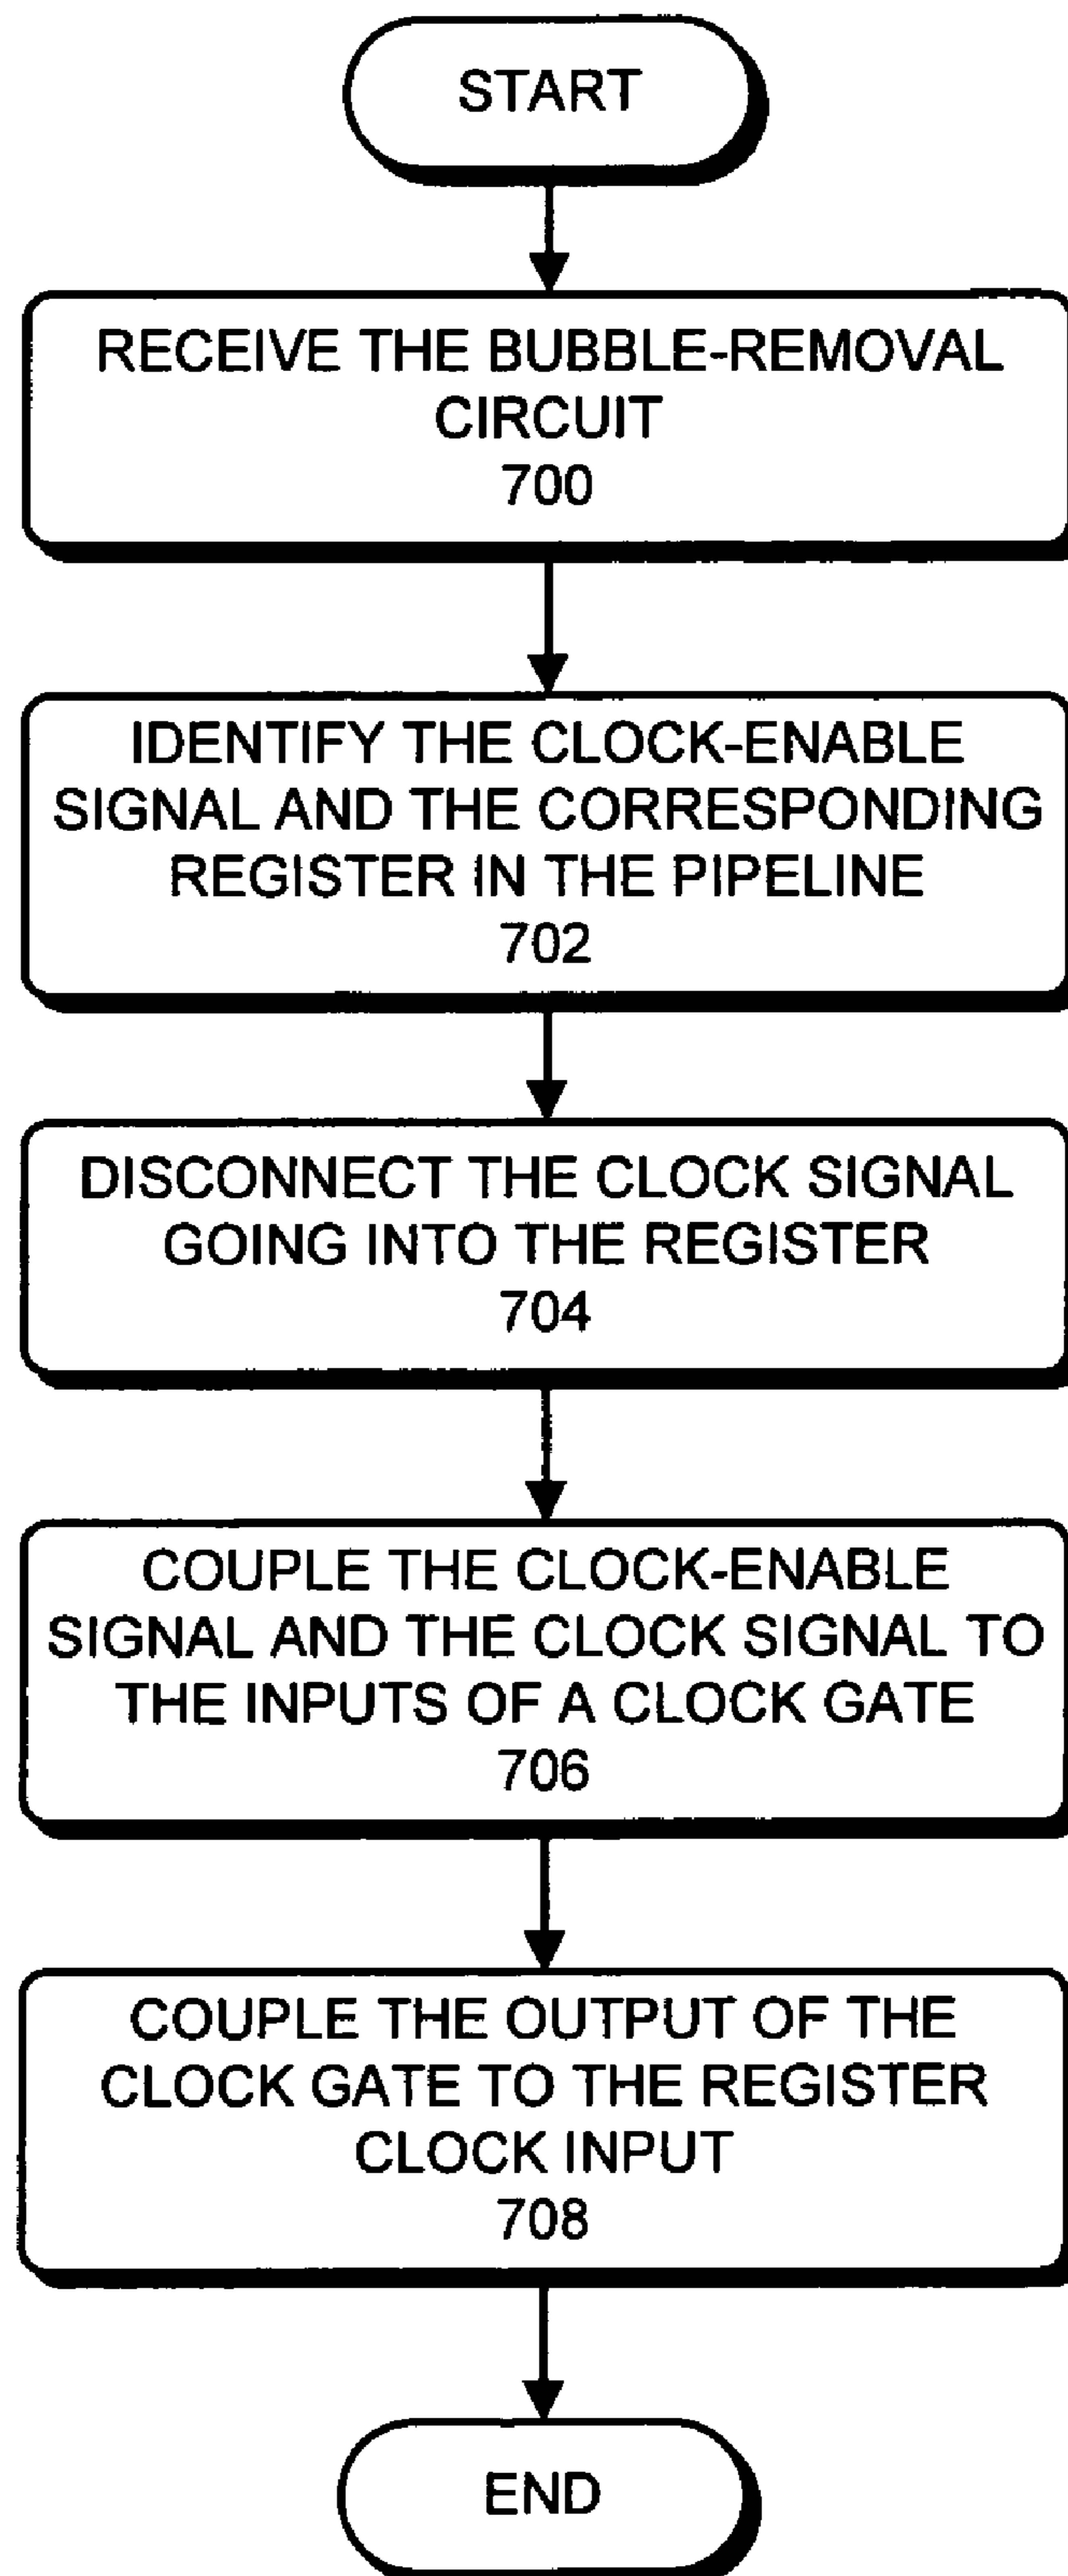 START
RECEIVE THE BUBBLE-REMOVAL
CIRCUIT
700
IDENTIFY THE CLOCK-ENABLE
SIGNAL AND THE CORRESPONDING
REGISTER IN THE PIPELINE
702
DISCONNECT THE CLOCK SIGNAL
GOING INTO THE REGISTER
704
COUPLE THE CLOCK-ENABLE
SIGNAL AND THE CLOCK SIGNAL TO
THE INPUTS OF A CLOCK GATE
706
COUPLE THE OUTPUT OF THE
CLOCK GATE TO THE REGISTER
CLOCK INPUT
708
END